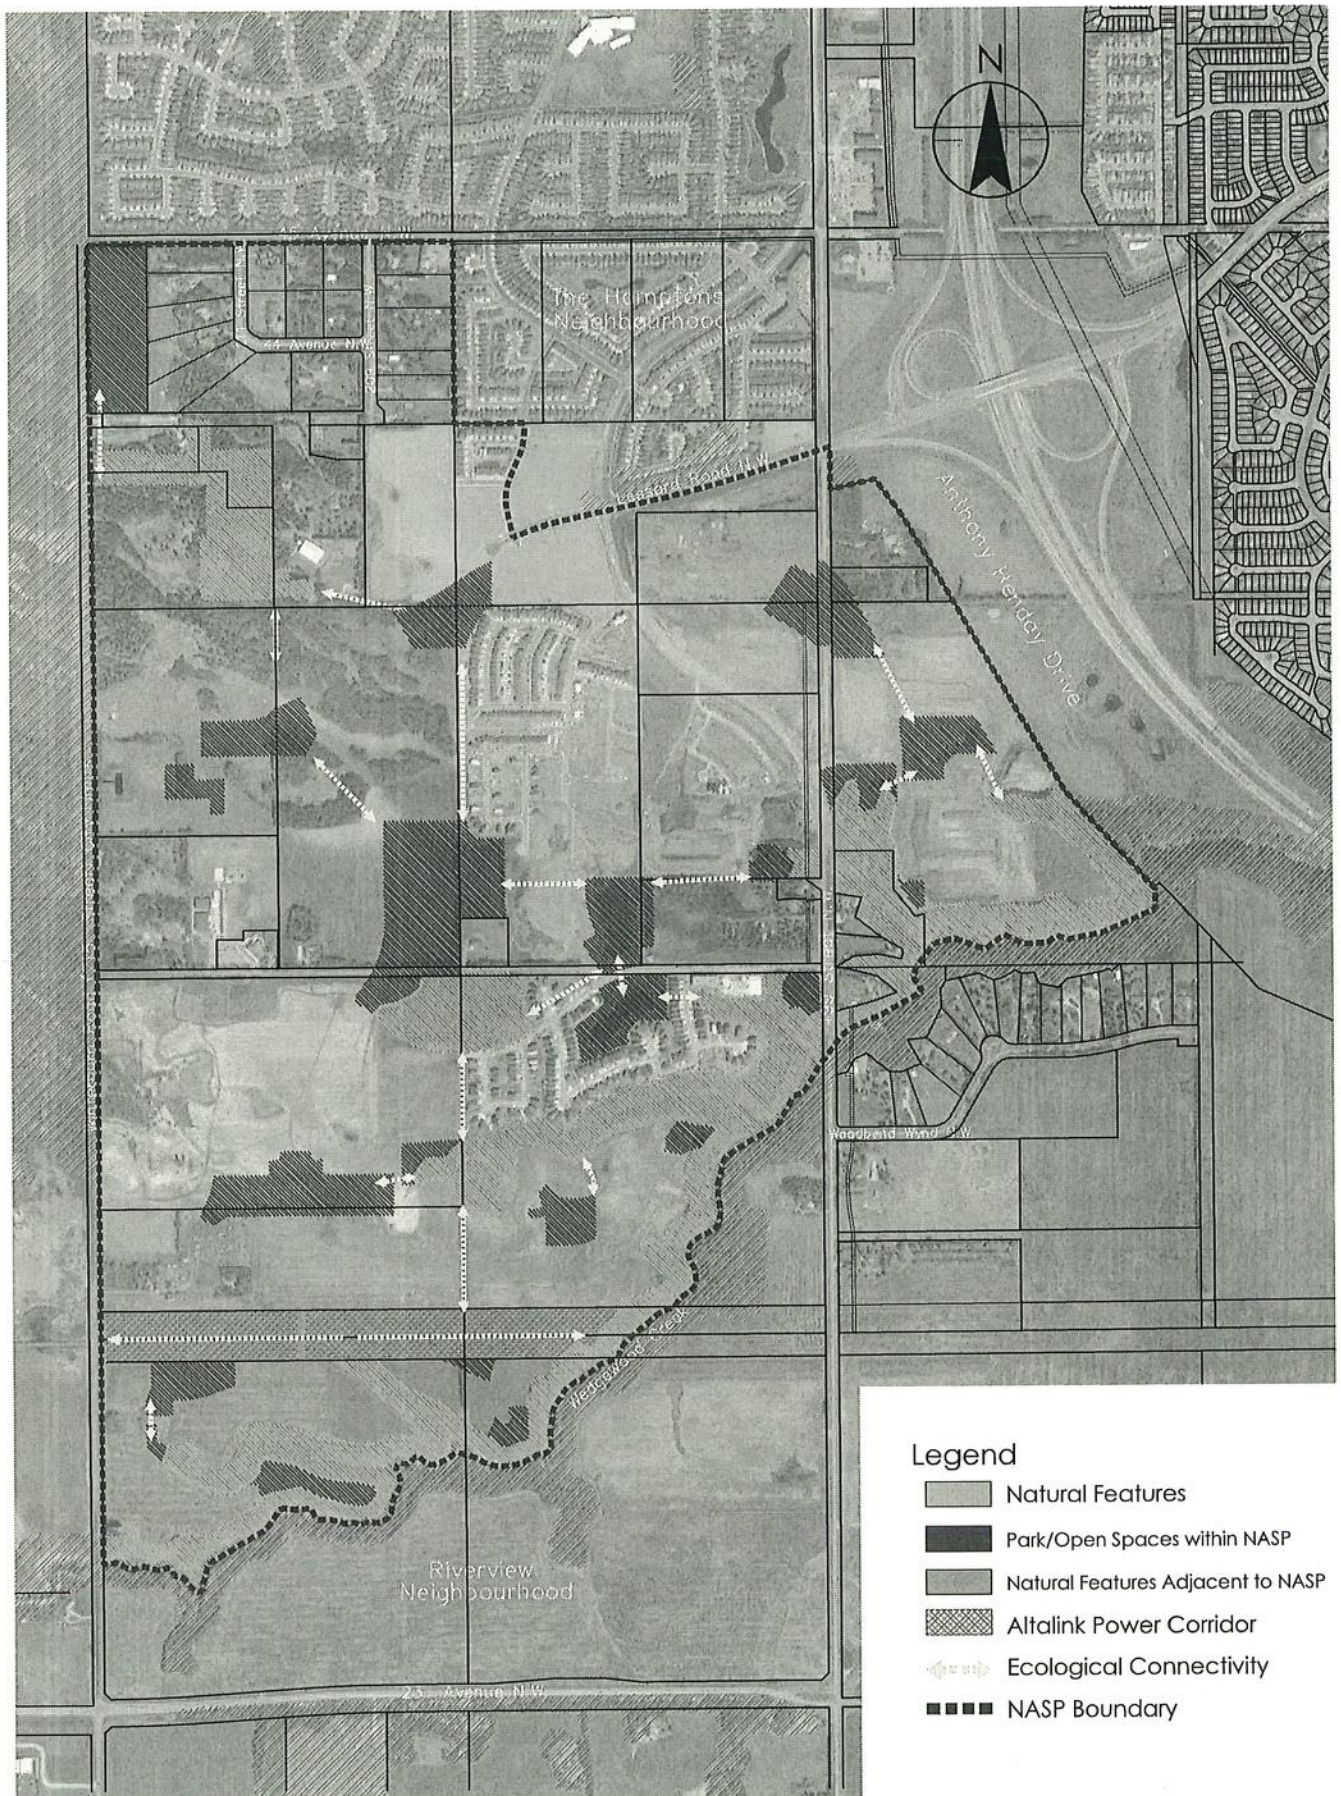 N
45 Avenue N.W.
The Hamptons
Neighbourhood
44 Avenue N.W.
Lessard Road N.W.
Anthony Henday Drive
Woodbend Wynd N.W.
Wedgewood Creek
Riverview
Neighbourhood
23 Avenue N.W.
Legend
Natural Features
Park/Open Spaces within NASP
Natural Features Adjacent to NASP
Altalink Power Corridor
Ecological Connectivity
NASP Boundary